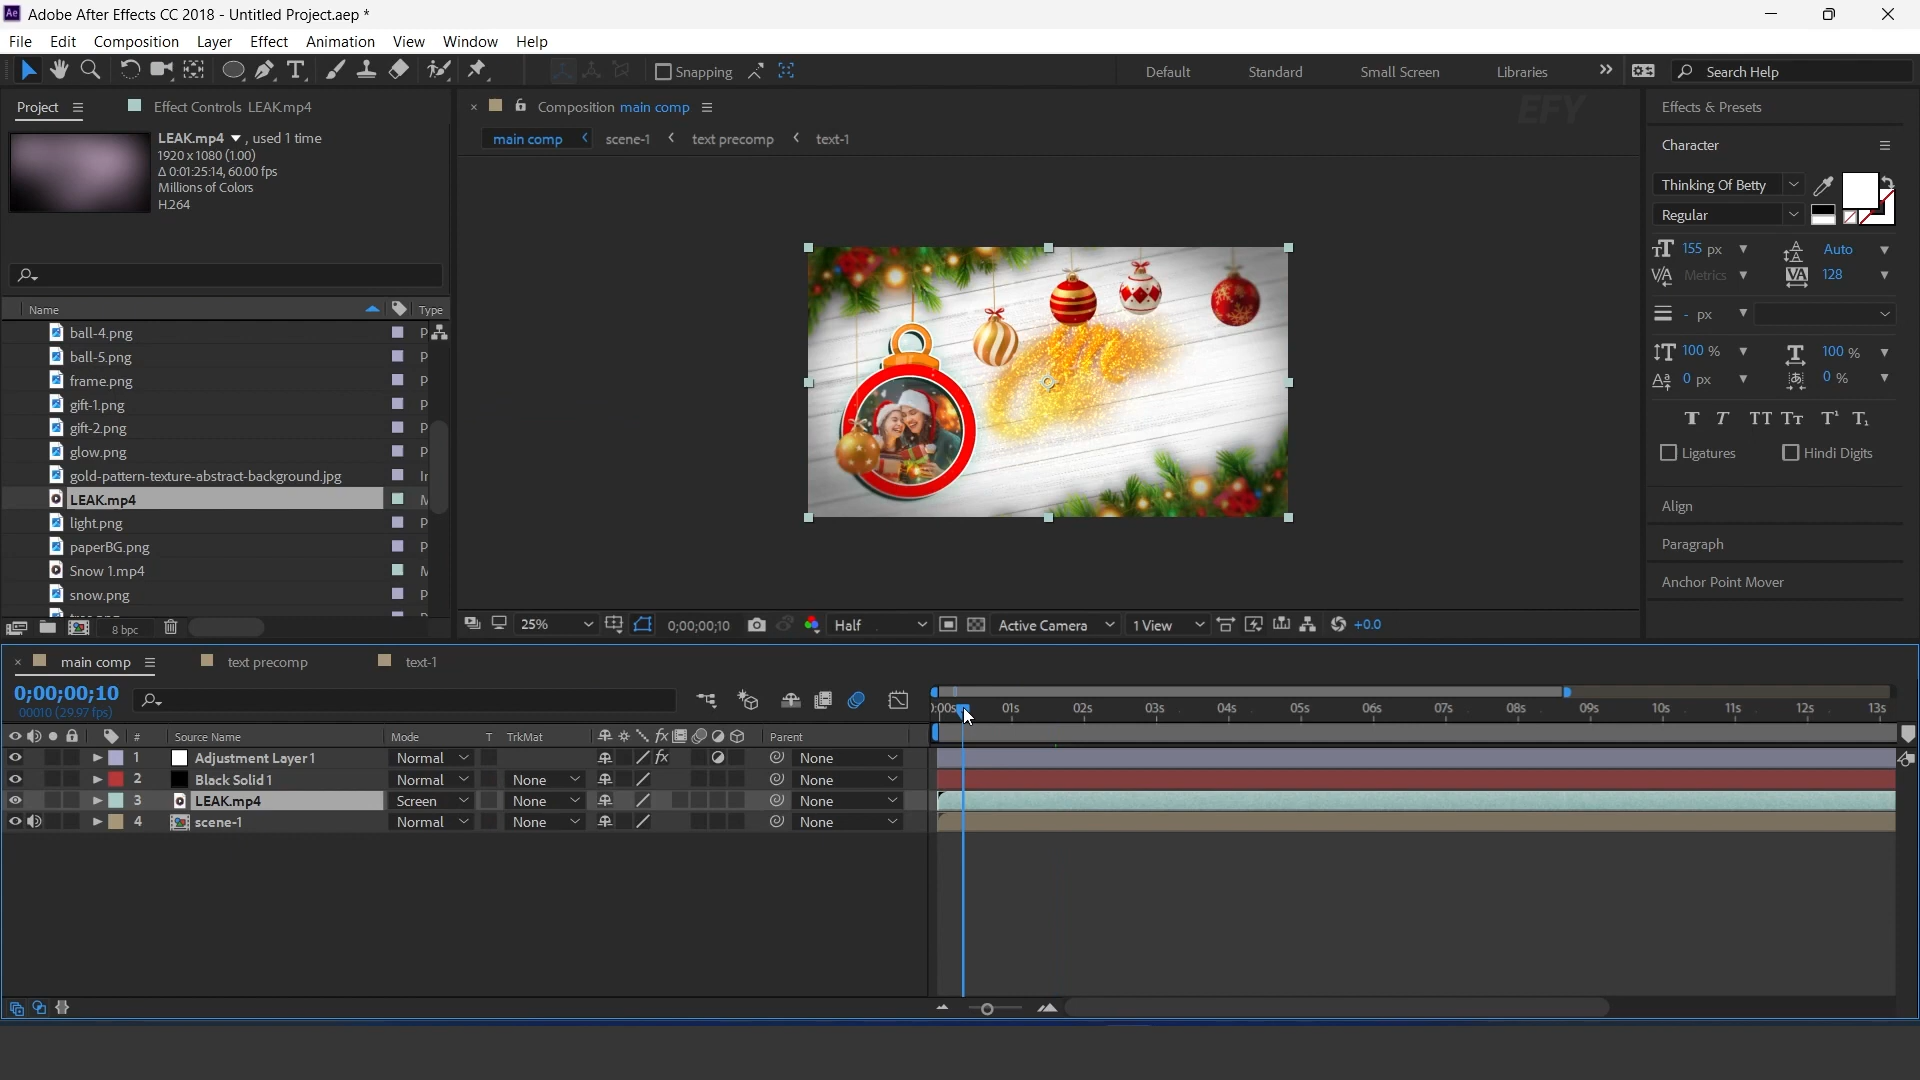 Ae Adobe After Effects CC 2018 - Untitled Project.aep *
File Edit Composition Layer Effect Animation View Window Help
Snapping Default Standard Small Screen Libraries Search Help
Project Effect Controls LEAK.mp4
LEAK.mp4 , used 1 time
1920 x 1080 (1.00)
Δ 0:01:25:14, 60.00 fps
Millions of Colors
H.264
Composition main comp
EFY
main comp scene-1 text precomp text-1
Effects & Presets
Character
Thinking Of Betty
Regular
155 px Auto
Metrics 128
- px
100 % 100 %
0 px 0 %
Ligatures Hindi Digits
Align
Paragraph
Anchor Point Mover
Name Type
ball-4.png P
ball-5.png P
frame.png P
gift-1.png P
gift-2.png P
glow.png P
gold-pattern-texture-abstract-background.jpg
LEAK.mp4
light.png P
paperBG.png P
Snow 1.mp4
snow.png P
8 bpc
25% 0;00;00;10 Half Active Camera 1 View +0.0
main comp text precomp text-1
0;00;00;10
00010 (29.97 fps)
01s 02s 03s 04s 05s 06s 07s 08s 09s 10s 11s 12s 13s
# Source Name Mode T TrkMat Parent
1 Adjustment Layer 1 Normal None
2 Black Solid 1 Normal None None
3 LEAK.mp4 Screen None None
4 scene-1 Normal None None